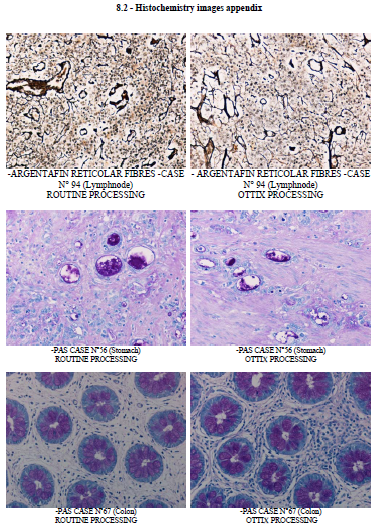 8.2 - Histochemistry images appendix
-ARGENTAFIN RETICOLAR FIBRES -CASE
N° 94 (Lymphnode)
ROUTINE PROCESSING
- ARGENTAFIN RETICOLAR FIBRES -CASE
N° 94 (Lymphnode)
OTTIX PROCESSING
-PAS CASE N°56 (Stomach)
ROUTINE PROCESSING
-PAS CASE N°56 (Stomach)
OTTIX PROCESSING
-PAS CASE N°67 (Colon)
ROUTINE PROCESSING
-PAS CASE N°67 (Colon)
OTTIX PROCESSING